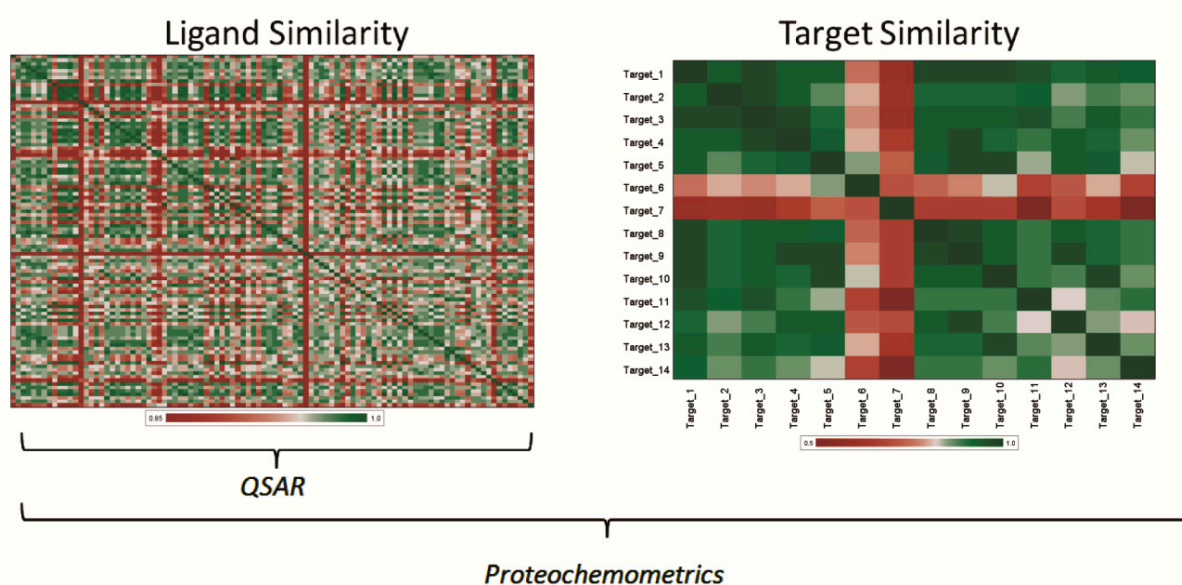 Ligand Similarity
Target Similarity
Target_1
Target_2
Target_3
Target_4
Target_5
Target_6
Target_7
Target_8
Target_9
Target_10
Target_11
Target_12
Target_13
Target_14
Target_1
Target_2
Target_3
Target_4
Target_5
Target_6
Target_7
Target_8
Target_9
Target_10
Target_11
Target_12
Target_13
Target_14
0.85 1.0
0.5 1.0
QSAR
Proteochemometrics